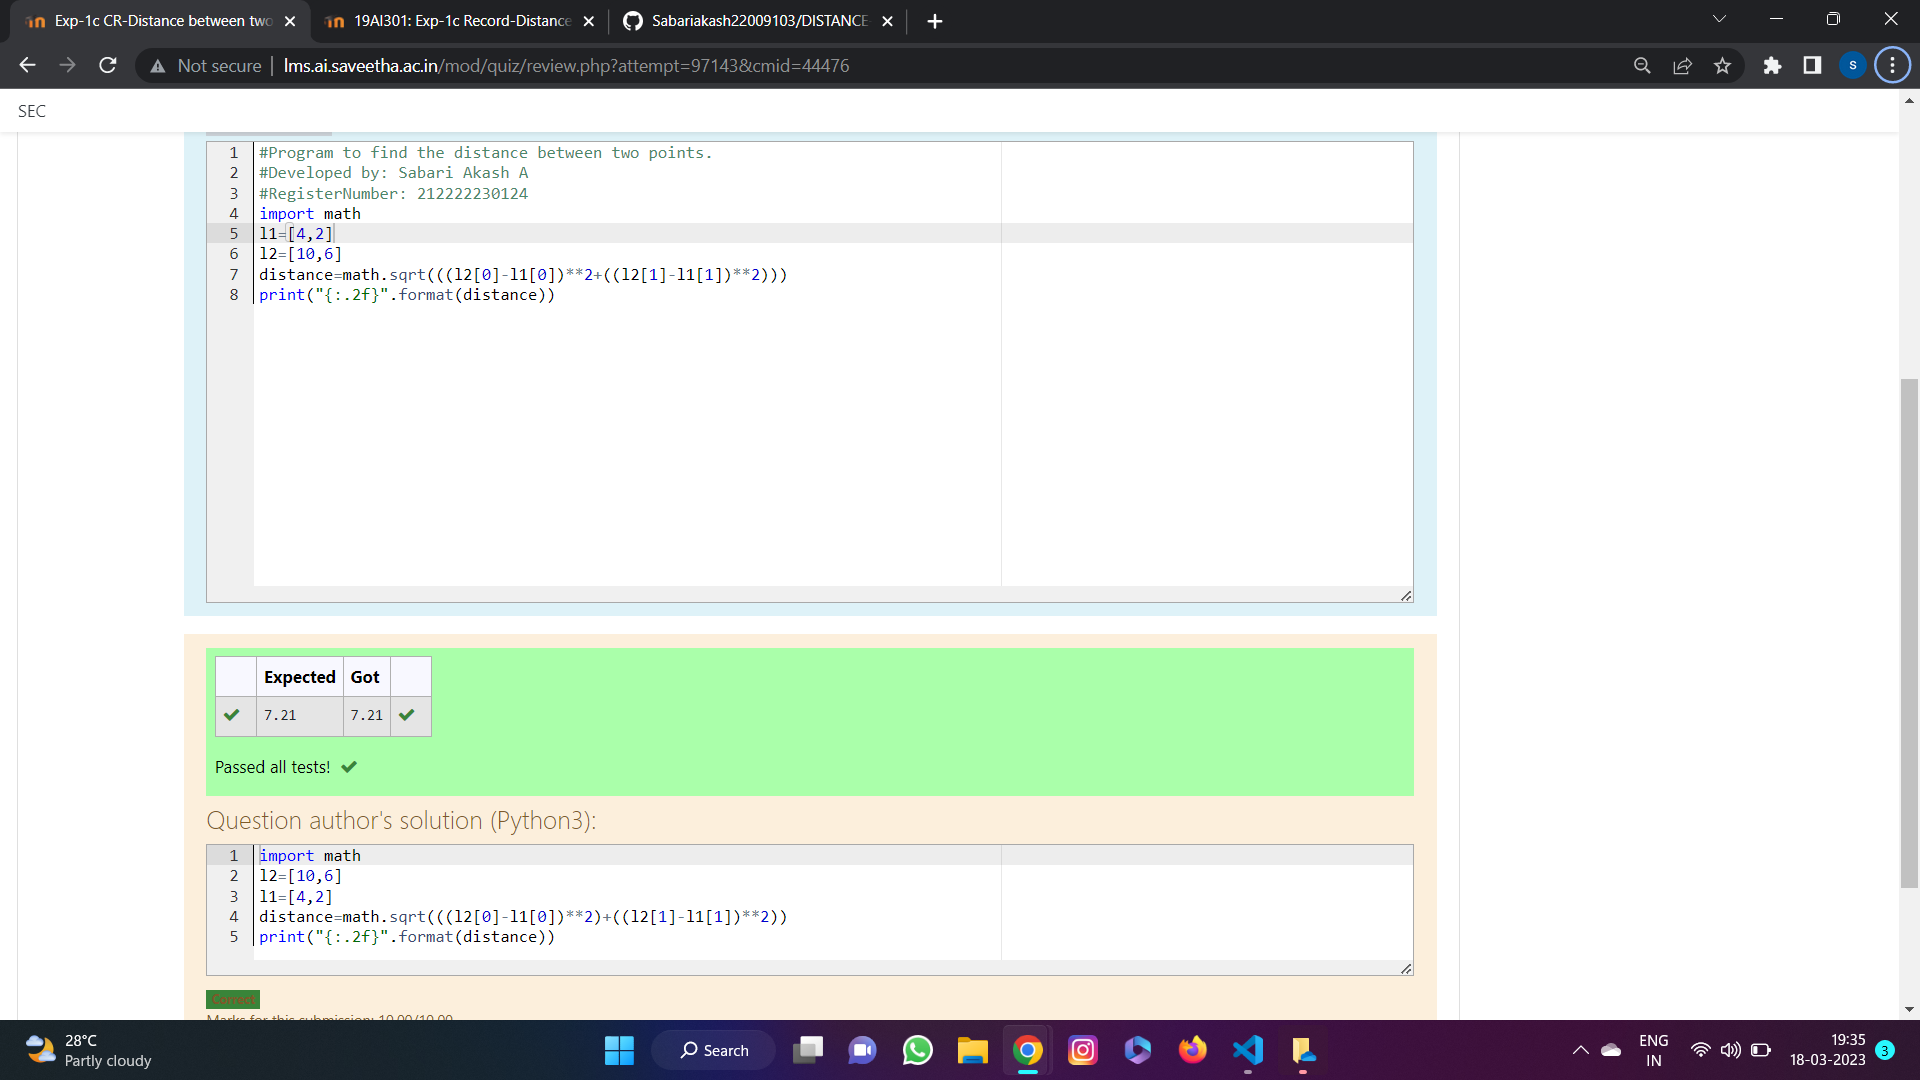 Exp-1c CR-Distance between two
19AI301: Exp-1c Record-Distance
Sabariakash22009103/DISTANCE-
Not secure
lms.ai.saveetha.ac.in/mod/quiz/review.php?attempt=97143&cmid=44476
S
SEC
1 #Program to find the distance between two points.
2 #Developed by: Sabari Akash A
3 #RegisterNumber: 212222230124
4 import math
5 l1=[4,2]
6 l2=[10,6]
7 distance=math.sqrt(((l2[0]-l1[0])**2+((l2[1]-l1[1])**2)))
8 print("{:.2f}".format(distance))
Expected Got
7.21 7.21
Passed all tests!
Question author's solution (Python3):
1 import math
2 l2=[10,6]
3 l1=[4,2]
4 distance=math.sqrt(((l2[0]-l1[0])**2)+((l2[1]-l1[1])**2))
5 print("{:.2f}".format(distance))
Correct
Marks for this submission: 10.00/10.00.
28°C
Partly cloudy
Search
ENG
IN
19:35
18-03-2023
3